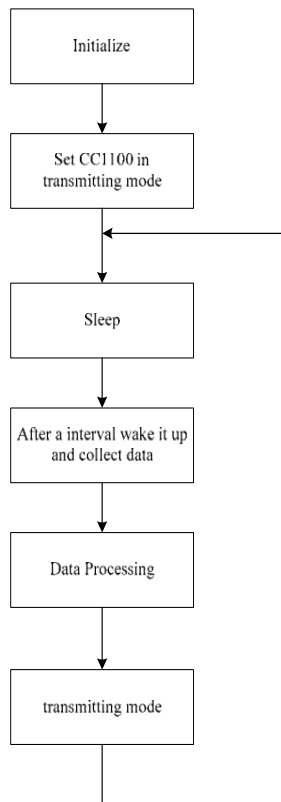 Initialize
Set CC1100 in
transmitting mode
Sleep
After a interval wake it up
and collect data
Data Processing
transmitting mode